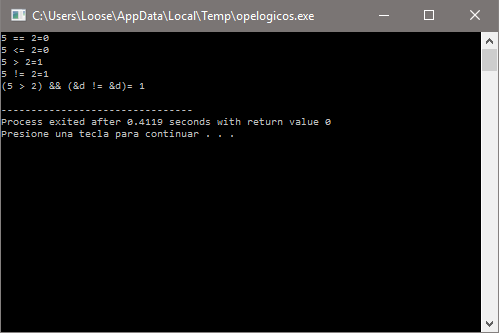 C:\Users\Loose\AppData\Local\Temp\opelogicos.exe
5 == 2=0
5 <= 2=0
5 > 2=1
5 != 2=1
(5 > 2) && (&d != &d)= 1
--------------------------------
Process exited after 0.4119 seconds with return value 0
Presione una tecla para continuar . . .